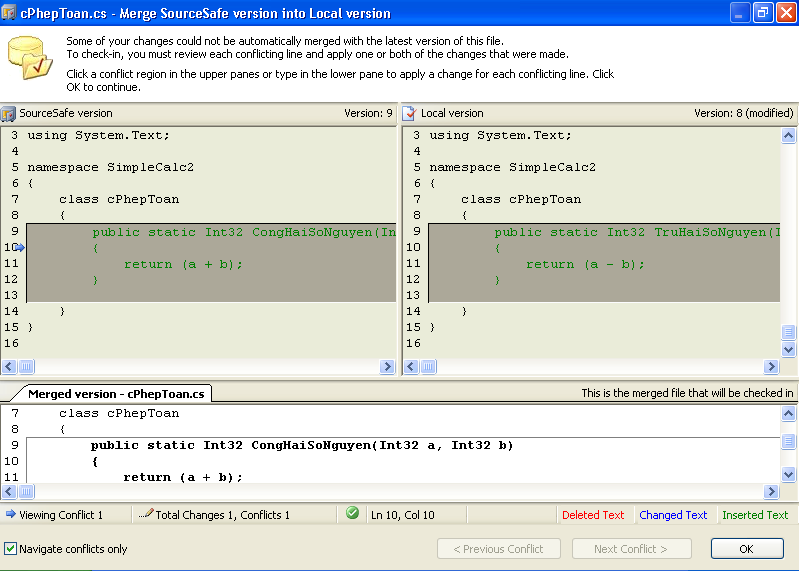 cPhepToan.cs - Merge SourceSafe version into Local version
Some of your changes could not be automatically merged with the latest version of this file.
To check-in, you must review each conflicting line and apply one or both of the changes that were made.
Click a conflict region in the upper panes or type in the lower pane to apply a change for each conflicting line. Click
OK to continue.
SourceSafe version Version: 9
3 using System.Text;
4
5 namespace SimpleCalc2
6 {
7 class cPhepToan
8 {
9 public static Int32 CongHaiSoNguyen(In
10 {
11 return (a + b);
12 }
13
14 }
15 }
16
Local version Version: 8 (modified)
3 using System.Text;
4
5 namespace SimpleCalc2
6 {
7 class cPhepToan
8 {
9 public static Int32 TruHaiSoNguyen(I
10 {
11 return (a - b);
12 }
13
14 }
15 }
16
Merged version - cPhepToan.cs This is the merged file that will be checked in
7 class cPhepToan
8 {
9 public static Int32 CongHaiSoNguyen(Int32 a, Int32 b)
10 {
11 return (a + b);
Viewing Conflict 1 Total Changes 1, Conflicts 1 Ln 10, Col 10 Deleted Text Changed Text Inserted Text
Navigate conflicts only < Previous Conflict Next Conflict > OK